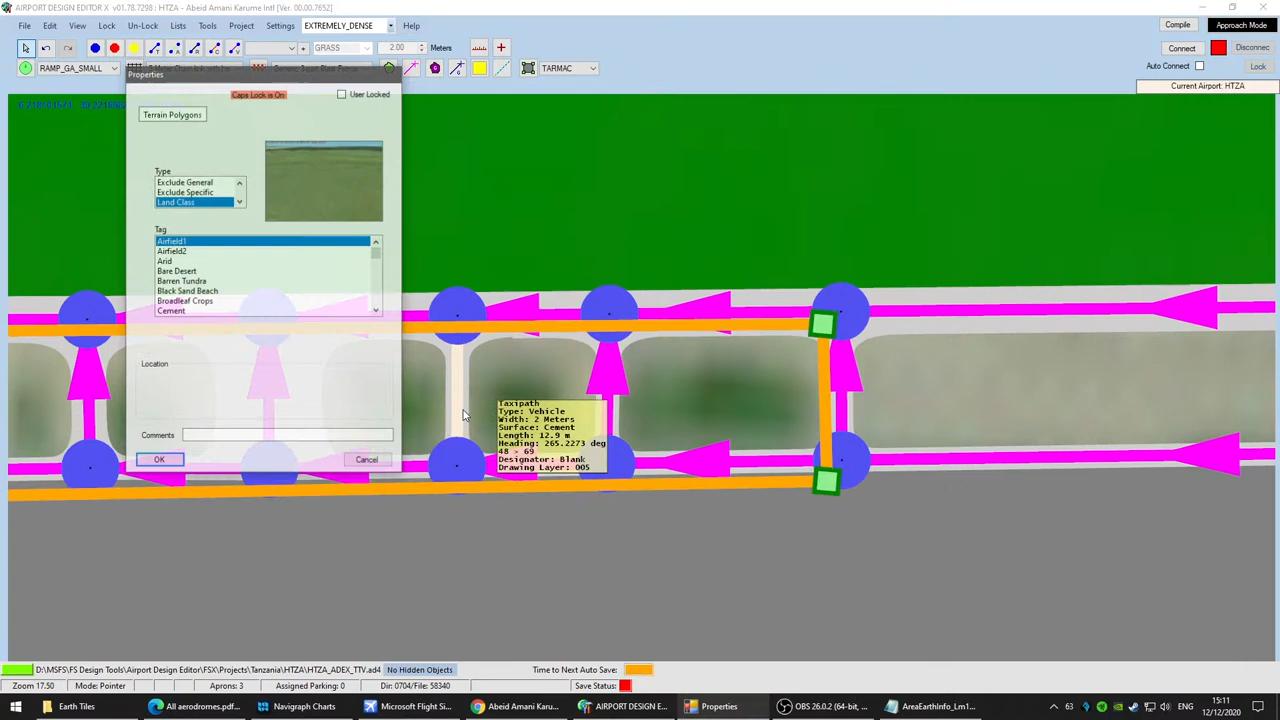 AIRPORT DESIGN EDITOR X v01.78.7298 : HTZA - Abeid Amani Karume Intl [Ver. 00.00.7652]
File Edit View Lock Un-Lock Lists Tools Project Settings EXTREMELY_DENSE Help
Compile Approach Mode
GRASS 2.00 Meters
Connect Disconnec
RAMP_GA_SMALL TARMAC
Auto Connect Lock
Current Airport: HTZA
Properties
Caps Lock is On User Locked
Terrain Polygons
Type
Exclude General
Exclude Specific
Land Class
Tag
Airfield1
Airfield2
Arid
Bare Desert
Barren Tundra
Black Sand Beach
Broadleaf Crops
Cement
Location
Comments
OK Cancel
Taxipath
Type: Vehicle
Width: 2 Meters
Surface: Cement
Length: 12.9 m
Heading: 265.2273 deg
48 > 69
Designator: Blank
Drawing Layer: 005
D:\MSFS\FS Design Tools\Airport Design Editor\FSX\Projects\Tanzania\HTZA\HTZA_ADEX_TTV.ad4 No Hidden Objects Time to Next Auto Save:
Zoom 17.50 Mode: Pointer Aprons: 3 Assigned Parking: 0 Dir: 0704/File: 58340 Save Status:
Earth Tiles All aerodromes.pdf... Navigraph Charts Microsoft Flight Si... Abeid Amani Karu... AIRPORT DESIGN E... Properties OBS 26.0.2 (64-bit, ... AreaEarthInfo_Lm1... 63 15:11
12/12/2020